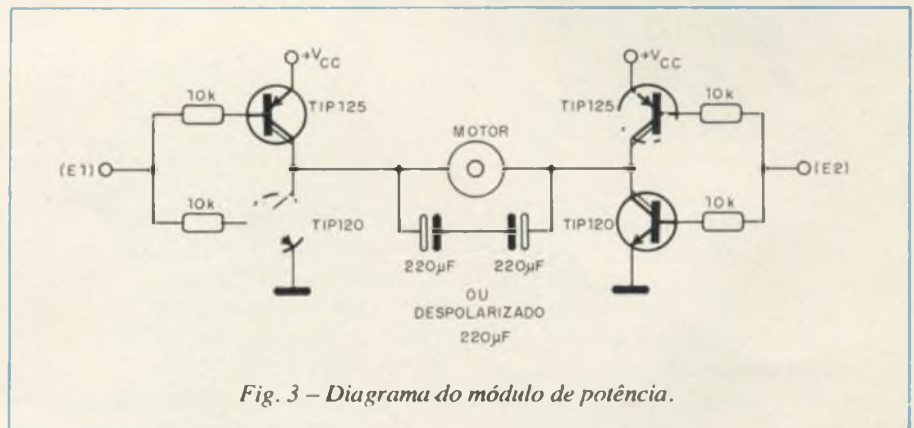 +VCC
+VCC
10k
TIP125
TIP125
10k
MOTOR
(E1)
(E2)
10k
TIP120
TIP120
10k
220µF
220µF
OU
DESPOLARIZADO
220µF
Fig. 3 – Diagrama do módulo de potência.